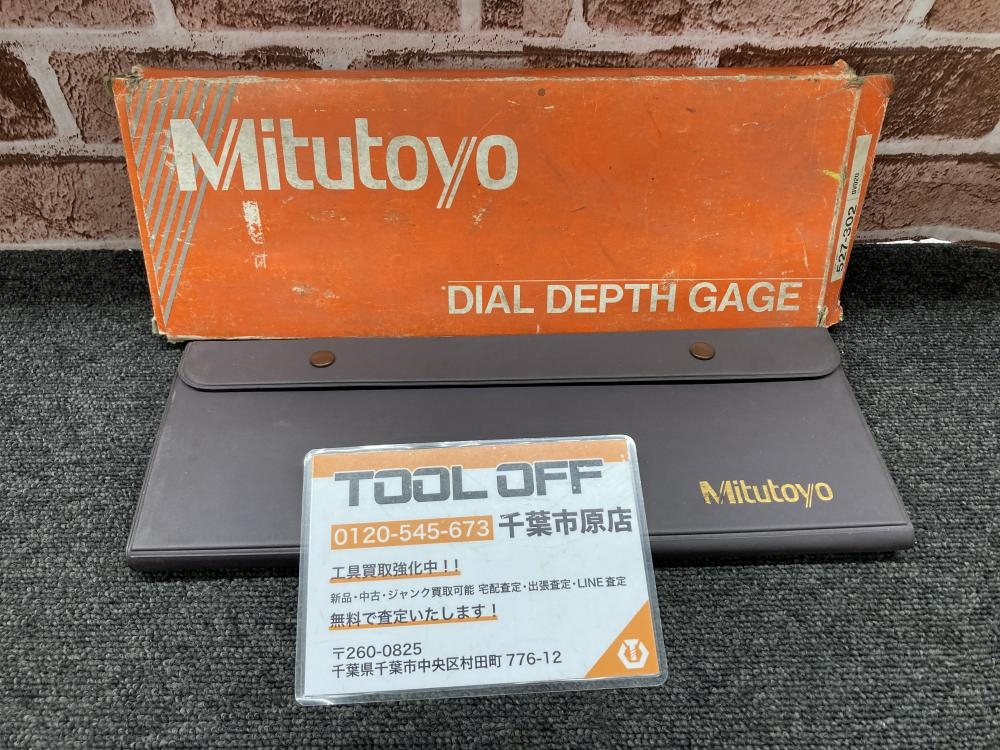 Mitutoyo
DIAL DEPTH GAGE
527-302
DVD20
Mitutoyo
TOOL OFF
0120-545-673 千葉市原店
工具買取強化中！！
新品・中古・ジャンク買取可能 宅配査定・出張査定・LINE査定
無料で査定いたします！
〒260-0825
千葉県千葉市中央区村田町 776-12